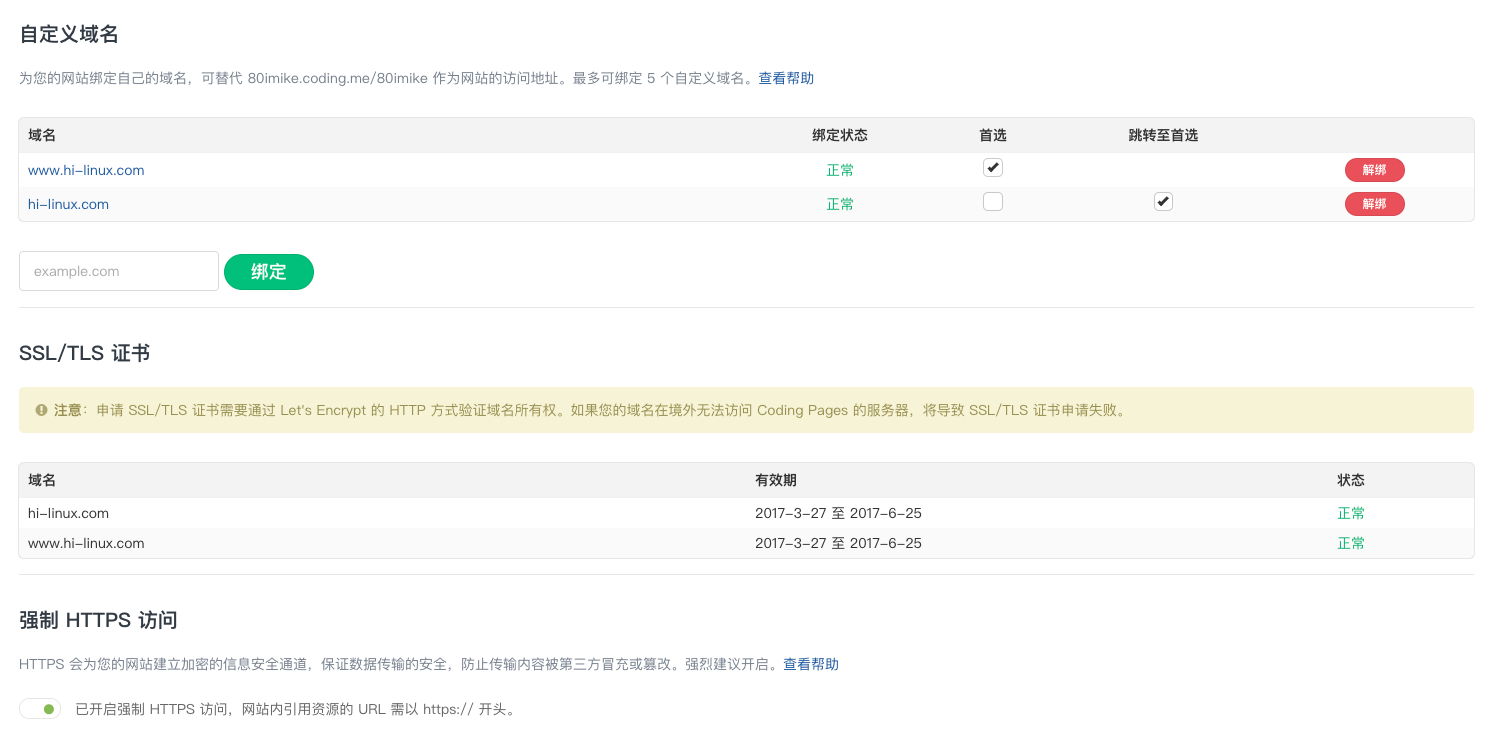 自定义域名
为您的网站绑定自己的域名，可替代 80imike.coding.me/80imike 作为网站的访问地址。最多可绑定 5 个自定义域名。查看帮助
域名 绑定状态 首选 跳转至首选
www.hi-linux.com 正常 解绑
hi-linux.com 正常 解绑
example.com 绑定
SSL/TLS 证书
注意：申请 SSL/TLS 证书需要通过 Let's Encrypt 的 HTTP 方式验证域名所有权。如果您的域名在境外无法访问 Coding Pages 的服务器，将导致 SSL/TLS 证书申请失败。
域名 有效期 状态
hi-linux.com 2017-3-27 至 2017-6-25 正常
www.hi-linux.com 2017-3-27 至 2017-6-25 正常
强制 HTTPS 访问
HTTPS 会为您的网站建立加密的信息安全通道，保证数据传输的安全，防止传输内容被第三方冒充或篡改。强烈建议开启。查看帮助
已开启强制 HTTPS 访问，网站内引用资源的 URL 需以 https:// 开头。